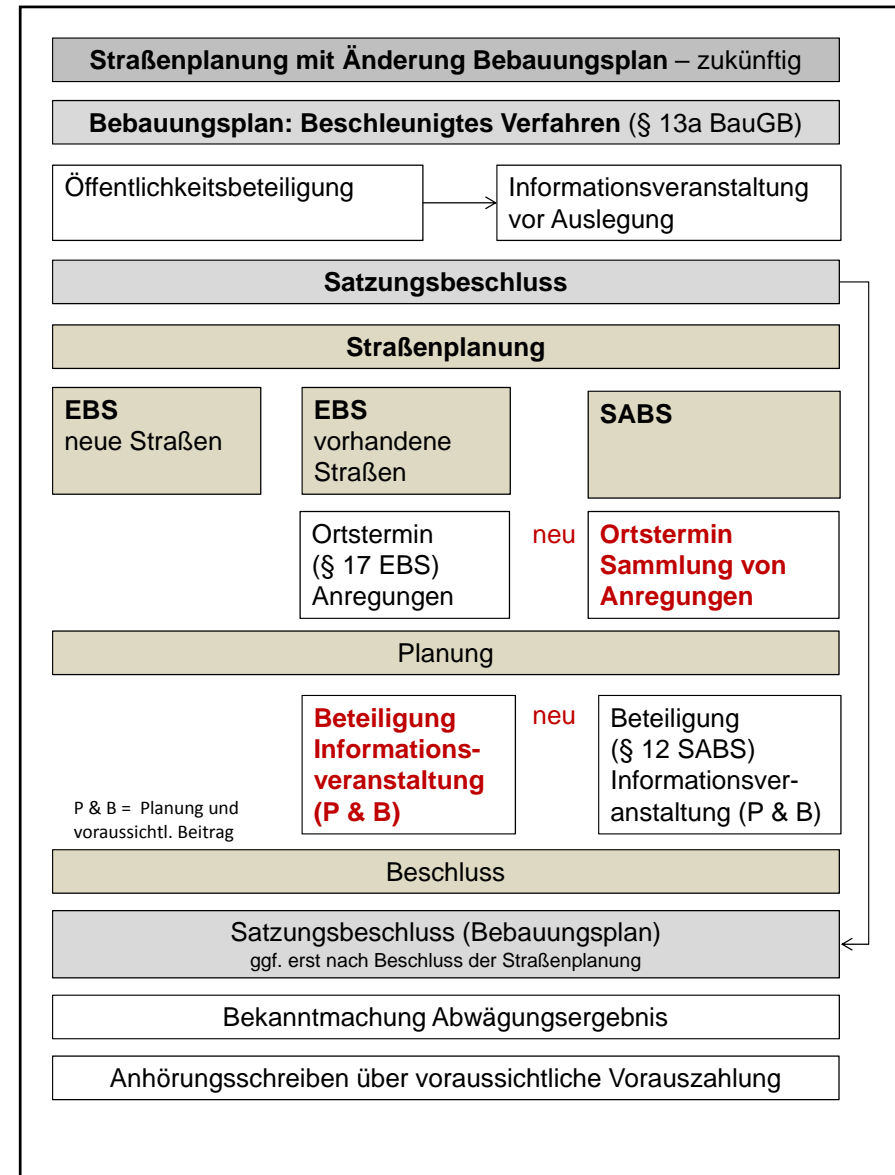 Straßenplanung mit Änderung Bebauungsplan – zukünftig
Bebauungsplan: Beschleunigtes Verfahren (§ 13a BauGB)
Öffentlichkeitsbeteiligung
Informationsveranstaltung
vor Auslegung
Satzungsbeschluss
Straßenplanung
EBS
neue Straßen
EBS
vorhandene
Straßen
SABS
Ortstermin
(§ 17 EBS)
Anregungen
neu
Ortstermin
Sammlung von
Anregungen
Planung
P & B = Planung und
voraussichtl. Beitrag
Beteiligung
Informations-
veranstaltung
(P & B)
neu
Beteiligung
(§ 12 SABS)
Informationsver-
anstaltung (P & B)
Beschluss
Satzungsbeschluss (Bebauungsplan)
ggf. erst nach Beschluss der Straßenplanung
Bekanntmachung Abwägungsergebnis
Anhörungsschreiben über voraussichtliche Vorauszahlung